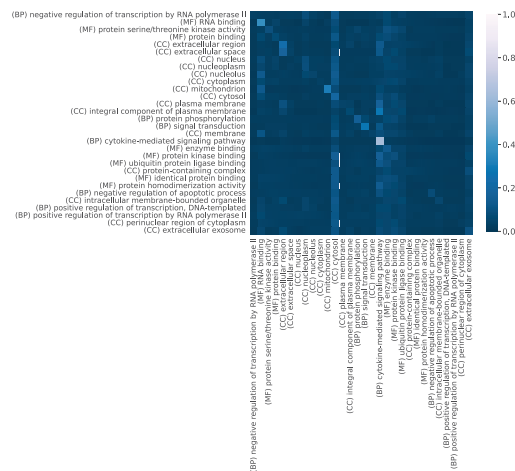 (BP) negative regulation of transcription by RNA polymerase II
(MF) RNA binding
(MF) protein serine/threonine kinase activity
(MF) protein binding
(CC) extracellular region
(CC) extracellular space
(CC) nucleus
(CC) nucleoplasm
(CC) nucleolus
(CC) cytoplasm
(CC) mitochondrion
(CC) cytosol
(CC) plasma membrane
(CC) integral component of plasma membrane
(BP) protein phosphorylation
(BP) signal transduction
(CC) membrane
(BP) cytokine-mediated signaling pathway
(MF) enzyme binding
(MF) protein kinase binding
(MF) ubiquitin protein ligase binding
(CC) protein-containing complex
(MF) identical protein binding
(MF) protein homodimerization activity
(BP) negative regulation of apoptotic process
(CC) intracellular membrane-bounded organelle
(BP) positive regulation of transcription, DNA-templated
(BP) positive regulation of transcription by RNA polymerase II
(CC) perinuclear region of cytoplasm
(CC) extracellular exosome
(BP) negative regulation of transcription by RNA polymerase II
(MF) RNA binding
(MF) protein serine/threonine kinase activity
(MF) protein binding
(CC) extracellular region
(CC) extracellular space
(CC) nucleus
(CC) nucleoplasm
(CC) nucleolus
(CC) cytoplasm
(CC) mitochondrion
(CC) cytosol
(CC) plasma membrane
(CC) integral component of plasma membrane
(BP) protein phosphorylation
(BP) signal transduction
(CC) membrane
(BP) cytokine-mediated signaling pathway
(MF) enzyme binding
(MF) protein kinase binding
(MF) ubiquitin protein ligase binding
(CC) protein-containing complex
(MF) identical protein binding
(MF) protein homodimerization activity
(BP) negative regulation of apoptotic process
(CC) intracellular membrane-bounded organelle
(BP) positive regulation of transcription, DNA-templated
(BP) positive regulation of transcription by RNA polymerase II
(CC) perinuclear region of cytoplasm
(CC) extracellular exosome
1.0
0.8
0.6
0.4
0.2
0.0